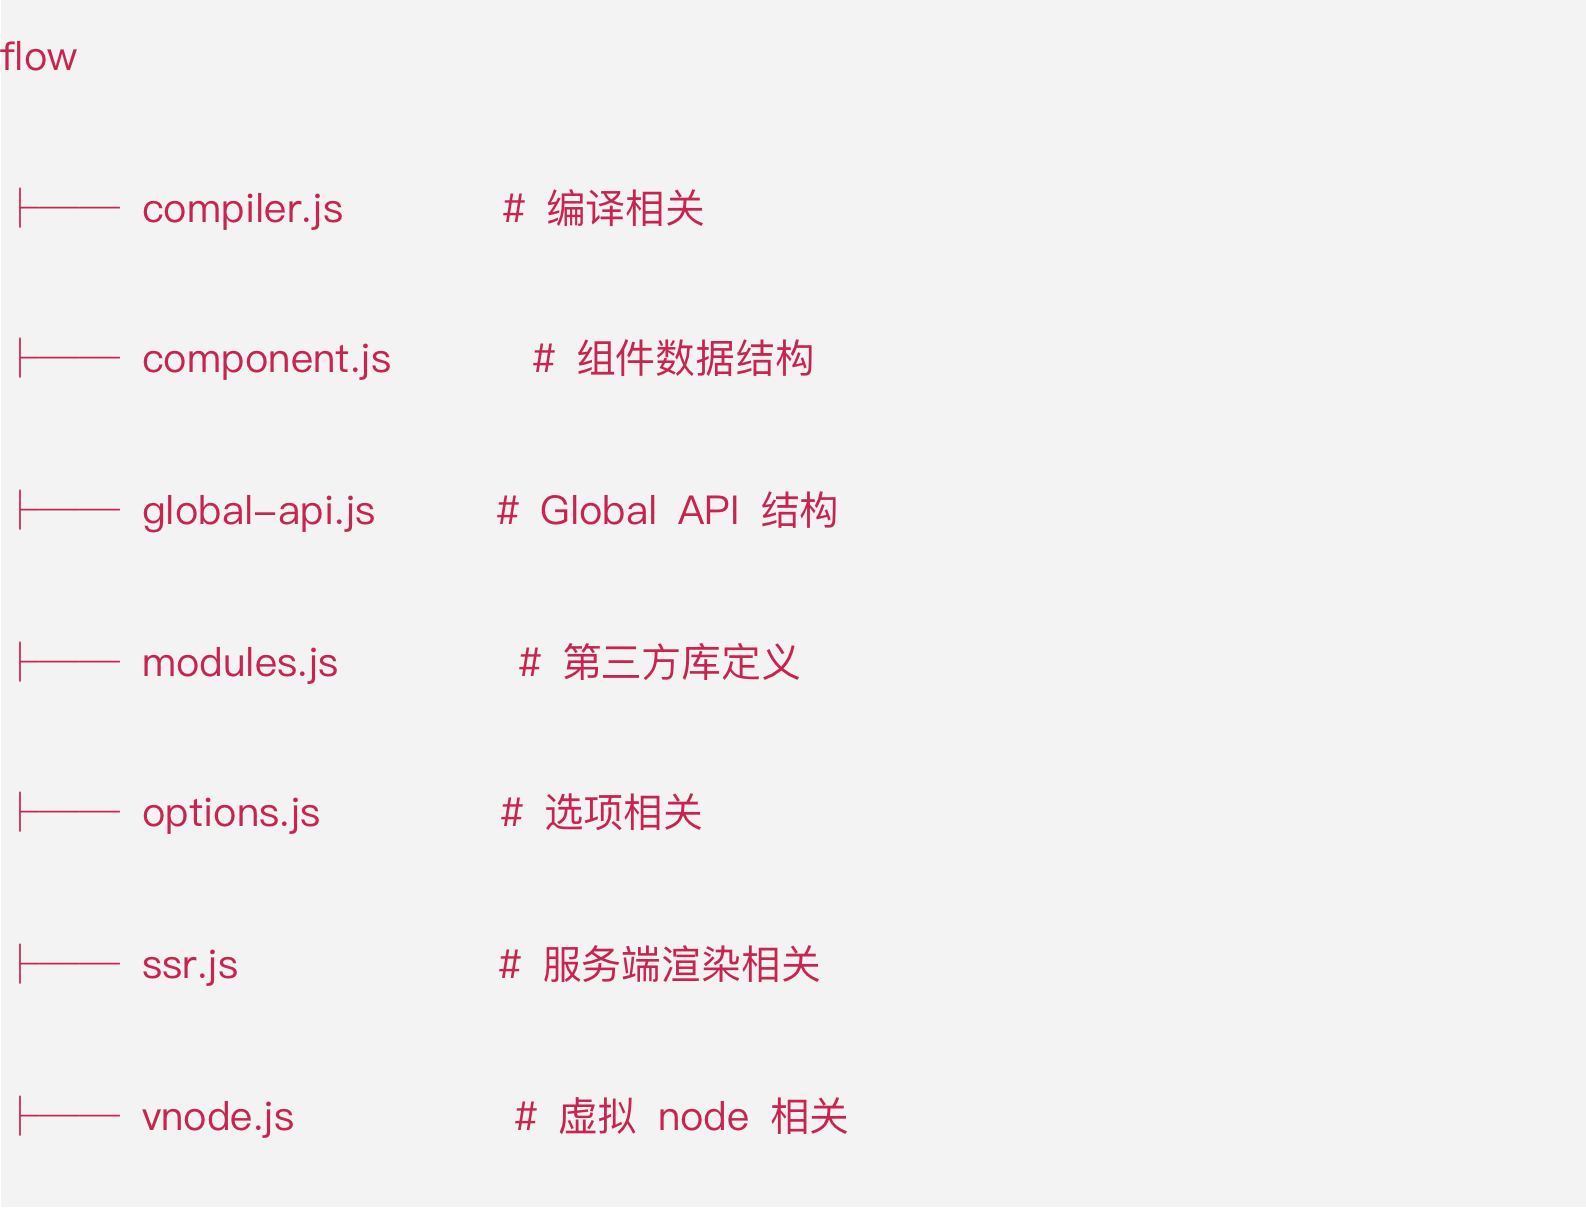 flow
├── compiler.js # 编译相关
├── component.js # 组件数据结构
├── global-api.js # Global API 结构
├── modules.js # 第三方库定义
├── options.js # 选项相关
├── ssr.js # 服务端渲染相关
├── vnode.js # 虚拟 node 相关